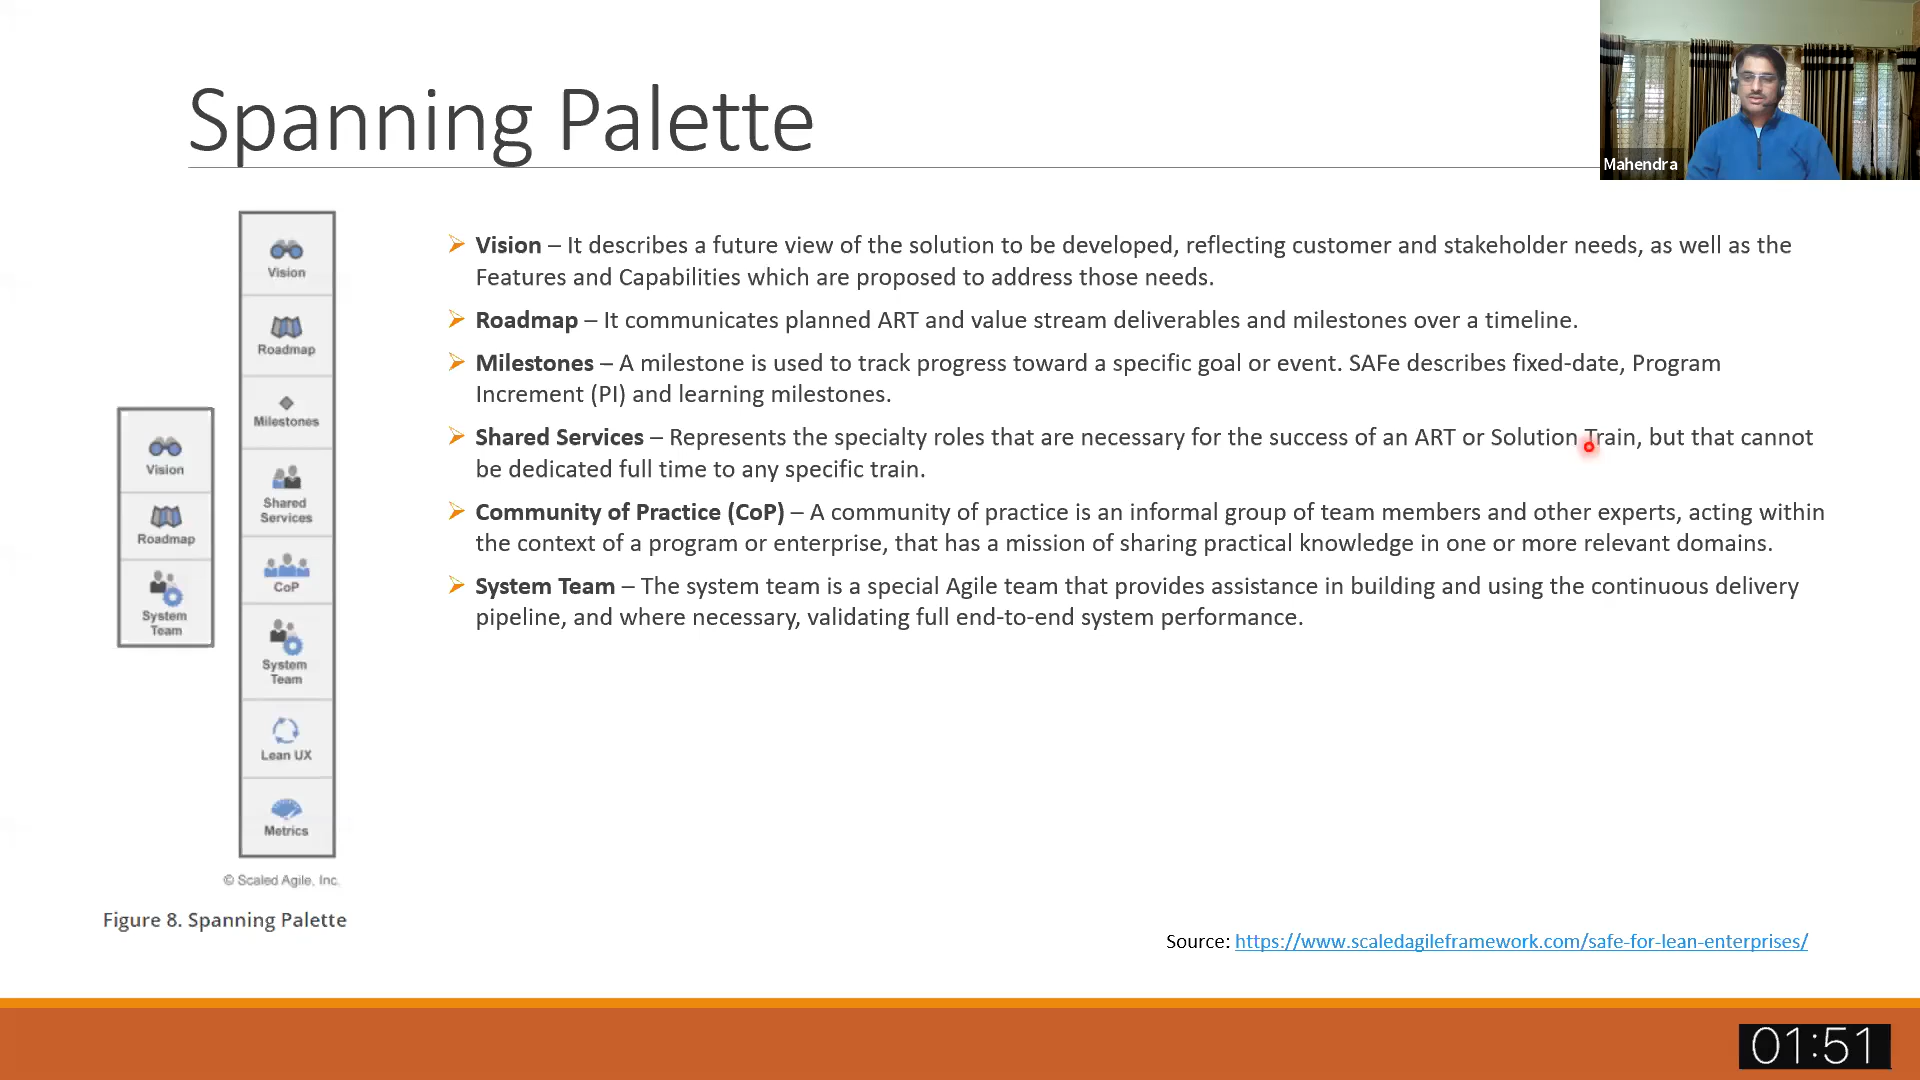 Spanning Palette
Mahendra
Vision
Roadmap
System
Team
Vision
Roadmap
Milestones
Shared
Services
CoP
System
Team
Lean UX
Metrics
© Scaled Agile, Inc.
Figure 8. Spanning Palette
Vision – It describes a future view of the solution to be developed, reflecting customer and stakeholder needs, as well as the
Features and Capabilities which are proposed to address those needs.
Roadmap – It communicates planned ART and value stream deliverables and milestones over a timeline.
Milestones – A milestone is used to track progress toward a specific goal or event. SAFe describes fixed-date, Program
Increment (PI) and learning milestones.
Shared Services – Represents the specialty roles that are necessary for the success of an ART or Solution Train, but that cannot
be dedicated full time to any specific train.
Community of Practice (CoP) – A community of practice is an informal group of team members and other experts, acting within
the context of a program or enterprise, that has a mission of sharing practical knowledge in one or more relevant domains.
System Team – The system team is a special Agile team that provides assistance in building and using the continuous delivery
pipeline, and where necessary, validating full end-to-end system performance.
Source: https://www.scaledagileframework.com/safe-for-lean-enterprises/
01:51